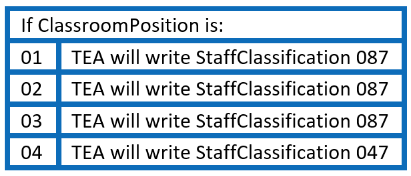 If ClassroomPosition is:
01 TEA will write StaffClassification 087
02 TEA will write StaffClassification 087
03 TEA will write StaffClassification 087
04 TEA will write StaffClassification 047